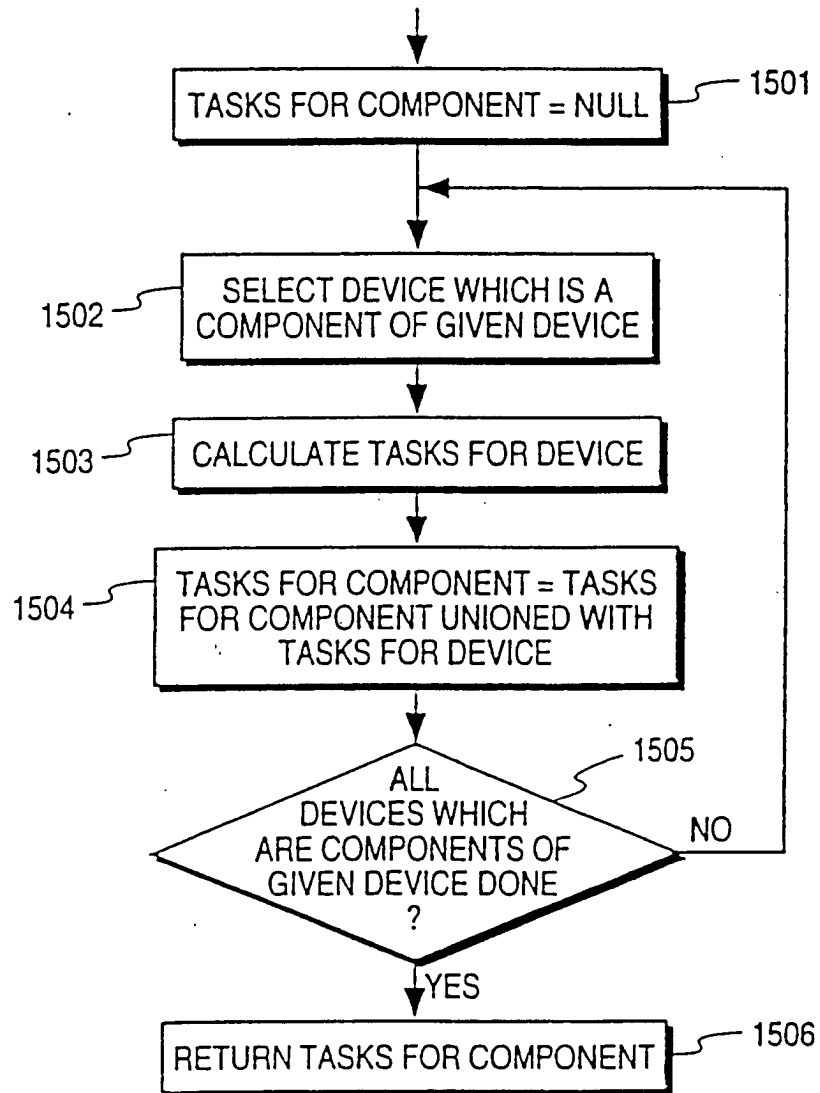 TASKS FOR COMPONENT = NULL
1501
SELECT DEVICE WHICH IS A
COMPONENT OF GIVEN DEVICE
1502
CALCULATE TASKS FOR DEVICE
1503
TASKS FOR COMPONENT = TASKS
FOR COMPONENT UNIONED WITH
TASKS FOR DEVICE
1504
1505
ALL
DEVICES WHICH
ARE COMPONENTS OF
GIVEN DEVICE DONE
?
NO
YES
RETURN TASKS FOR COMPONENT
1506